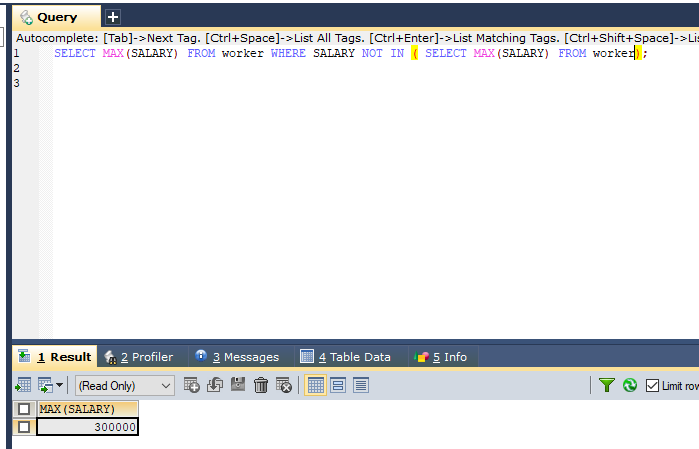 Query
Autocomplete: [Tab]->Next Tag. [Ctrl+Space]->List All Tags. [Ctrl+Enter]->List Matching Tags. [Ctrl+Shift+Space]->Li
1 SELECT MAX(SALARY) FROM worker WHERE SALARY NOT IN ( SELECT MAX(SALARY) FROM worker);
2
3
1 Result 2 Profiler 3 Messages 4 Table Data 5 Info
(Read Only) Limit row
MAX(SALARY)
300000